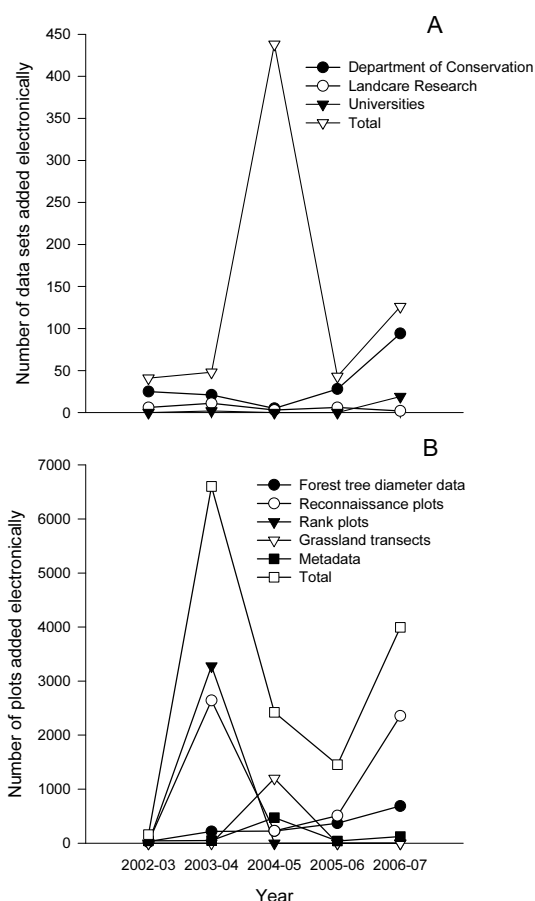 A
450
400
350
300
250
200
150
100
50
0
Number of data sets added electronically
Department of Conservation
Landcare Research
Universities
Total
B
7000
6000
5000
4000
3000
2000
1000
0
Number of plots added electronically
Forest tree diameter data
Reconnaissance plots
Rank plots
Grassland transects
Metadata
Total
2002-03 2003-04 2004-05 2005-06 2006-07
Year